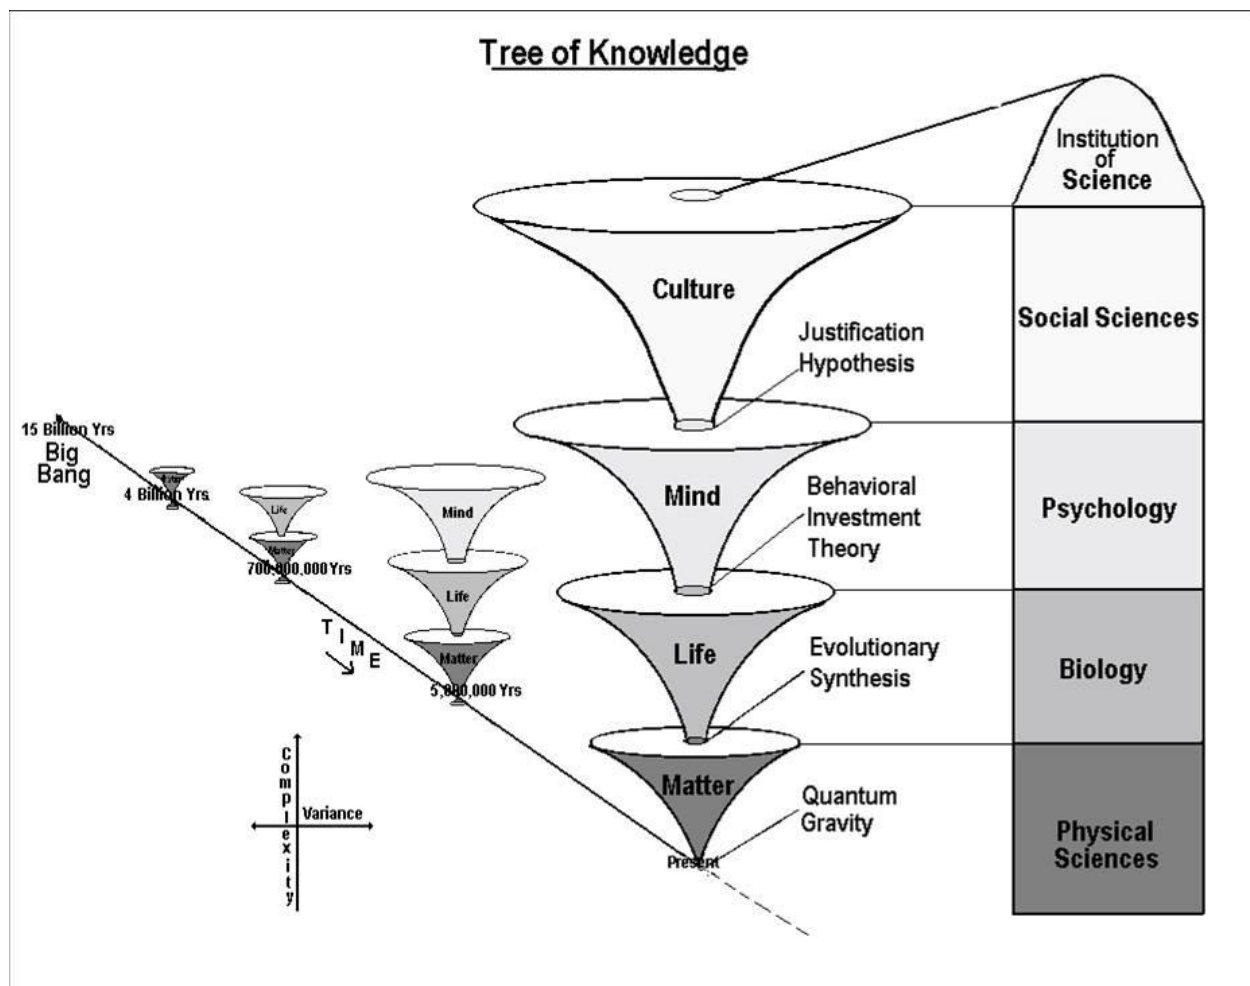 Tree of Knowledge
Institution
of
Science
Culture
Social Sciences
Justification
Hypothesis
15 Billion Yrs
Big
Bang
4 Billion Yrs.
Life
Matter
700,000,000 Yrs
Mind
Life
Matter
5,000,000 Yrs
TIME
Mind
Behavioral
Investment
Theory
Psychology
Life
Evolutionary
Synthesis
Biology
Matter
Quantum
Gravity
Physical
Sciences
Present
Complexity
Variance